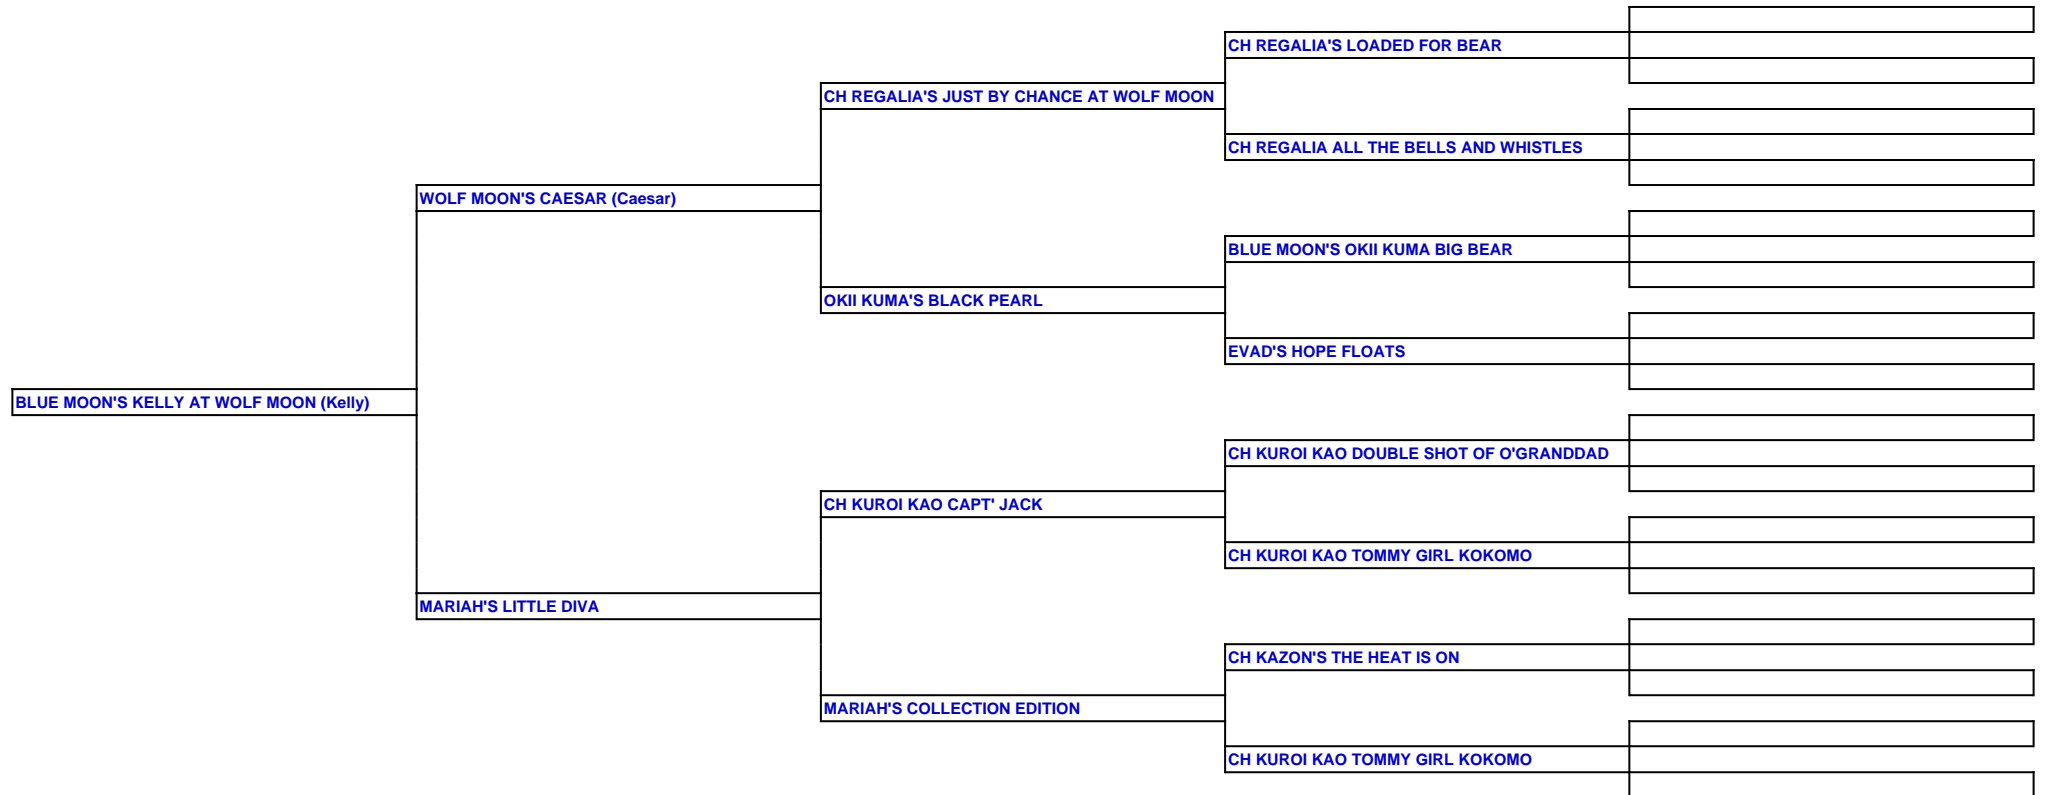 CH REGALIA'S LOADED FOR BEAR
CH REGALIA'S JUST BY CHANCE AT WOLF MOON
CH REGALIA ALL THE BELLS AND WHISTLES
WOLF MOON'S CAESAR (Caesar)
BLUE MOON'S OKII KUMA BIG BEAR
OKII KUMA'S BLACK PEARL
EVAD'S HOPE FLOATS
BLUE MOON'S KELLY AT WOLF MOON (Kelly)
CH KUROI KAO DOUBLE SHOT OF O'GRANDDAD
CH KUROI KAO CAPT' JACK
CH KUROI KAO TOMMY GIRL KOKOMO
MARIAH'S LITTLE DIVA
CH KAZON'S THE HEAT IS ON
MARIAH'S COLLECTION EDITION
CH KUROI KAO TOMMY GIRL KOKOMO